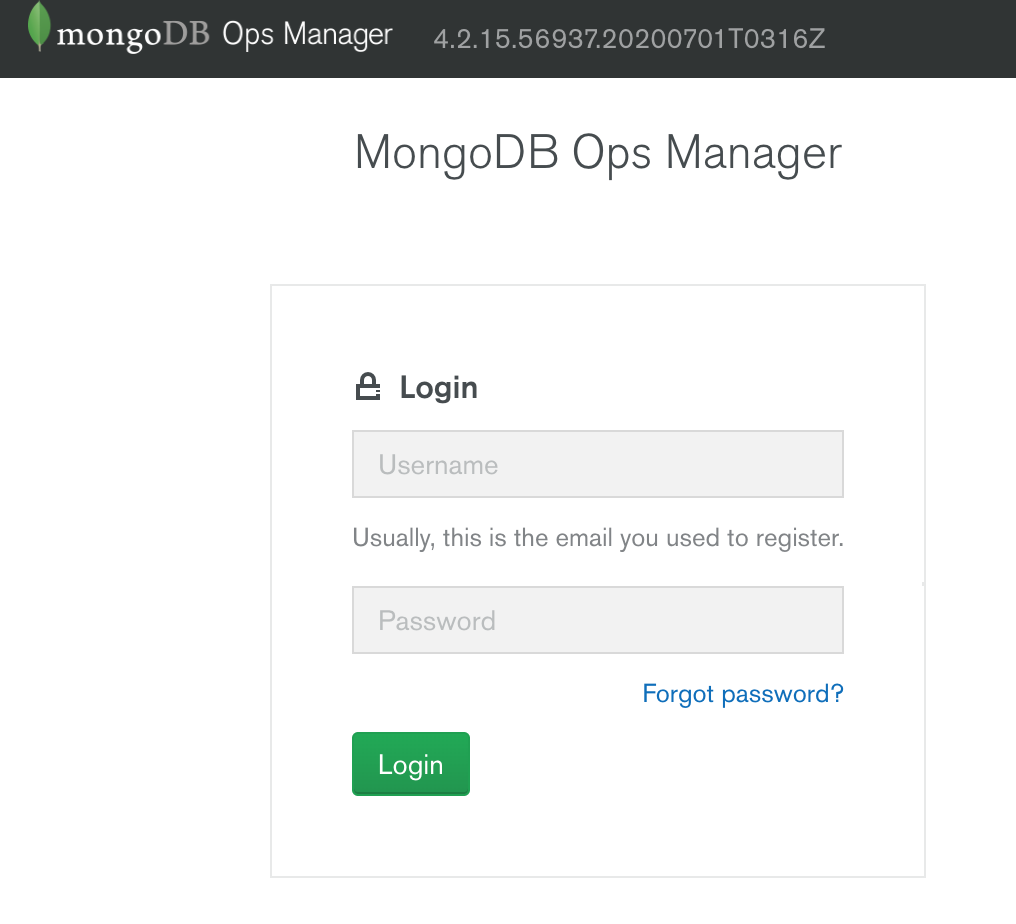 mongoDB Ops Manager 4.2.15.56937.20200701T0316Z
MongoDB Ops Manager
Login
Username
Usually, this is the email you used to register.
Password
Forgot password?
Login